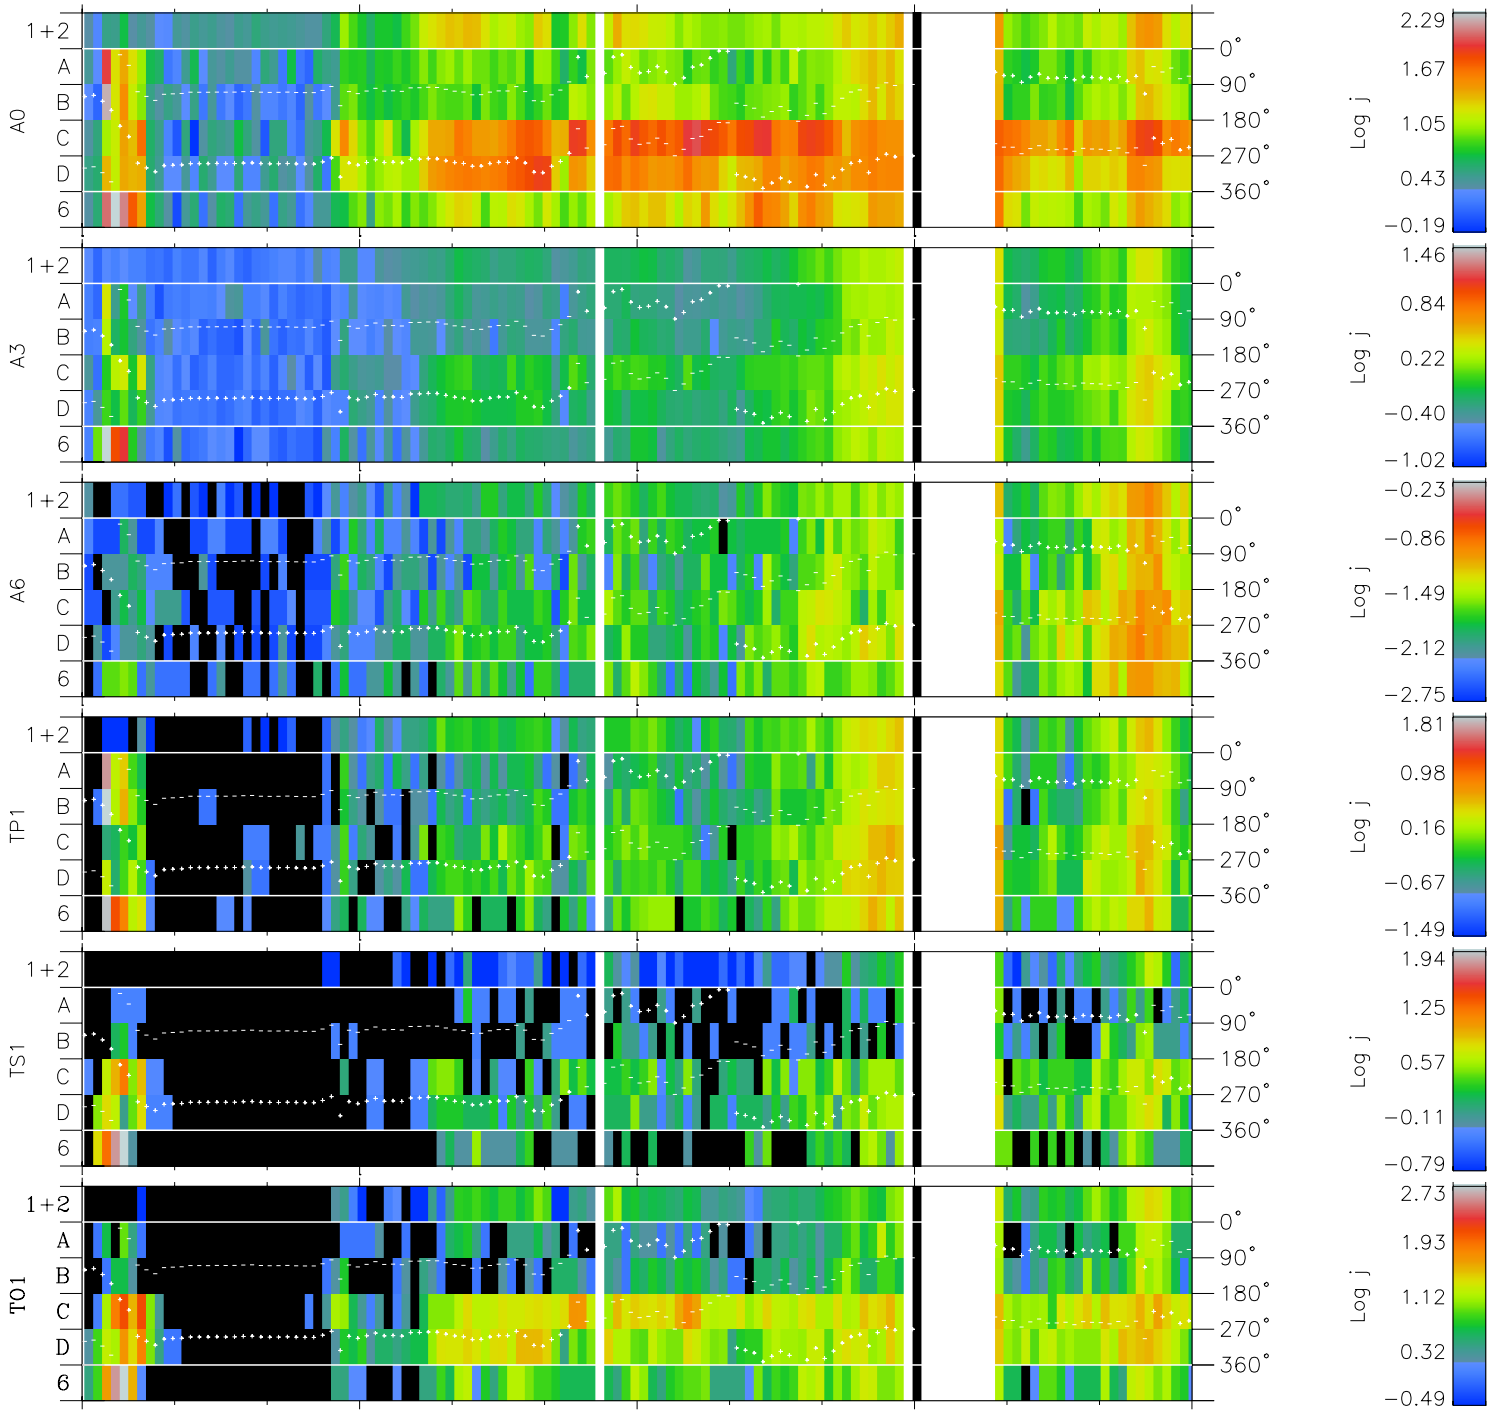 A0
1+2
A
B
C
D
6
0°
90°
180°
270°
360°
Log j
2.29
1.67
1.05
0.43
−0.19
A3
1+2
A
B
C
D
6
0°
90°
180°
270°
360°
Log j
1.46
0.84
0.22
−0.40
−1.02
A6
1+2
A
B
C
D
6
0°
90°
180°
270°
360°
Log j
−0.23
−0.86
−1.49
−2.12
−2.75
TP1
1+2
A
B
C
D
6
0°
90°
180°
270°
360°
Log j
1.81
0.98
0.16
−0.67
−1.49
TS1
1+2
A
B
C
D
6
0°
90°
180°
270°
360°
Log j
1.94
1.25
0.57
−0.11
−0.79
TO1
1+2
A
B
C
D
6
0°
90°
180°
270°
360°
Log j
2.73
1.93
1.12
0.32
−0.49